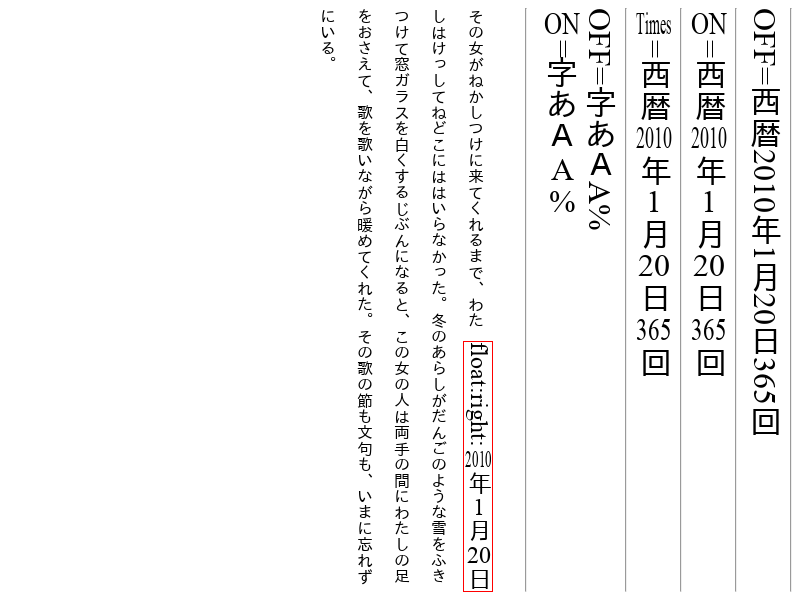 OFF=西暦2010年1月20日365回
ON=西暦2010年1月20日365回
Times=西暦2010年1月20日365回
OFF=字あＡA%
ON=字あＡA%
その女がねかしつけに来てくれるまで、わた
float:right: 2010年1月20日
しはけっしてねどこにははいらなかった。冬のあらしがだんごのような雪をふき
つけて窓ガラスを白くするじぶんになると、この女の人は両手の間にわたしの足
をおさえて、歌を歌いながら暖めてくれた。その歌の節も文句も、いまに忘れず
にいる。